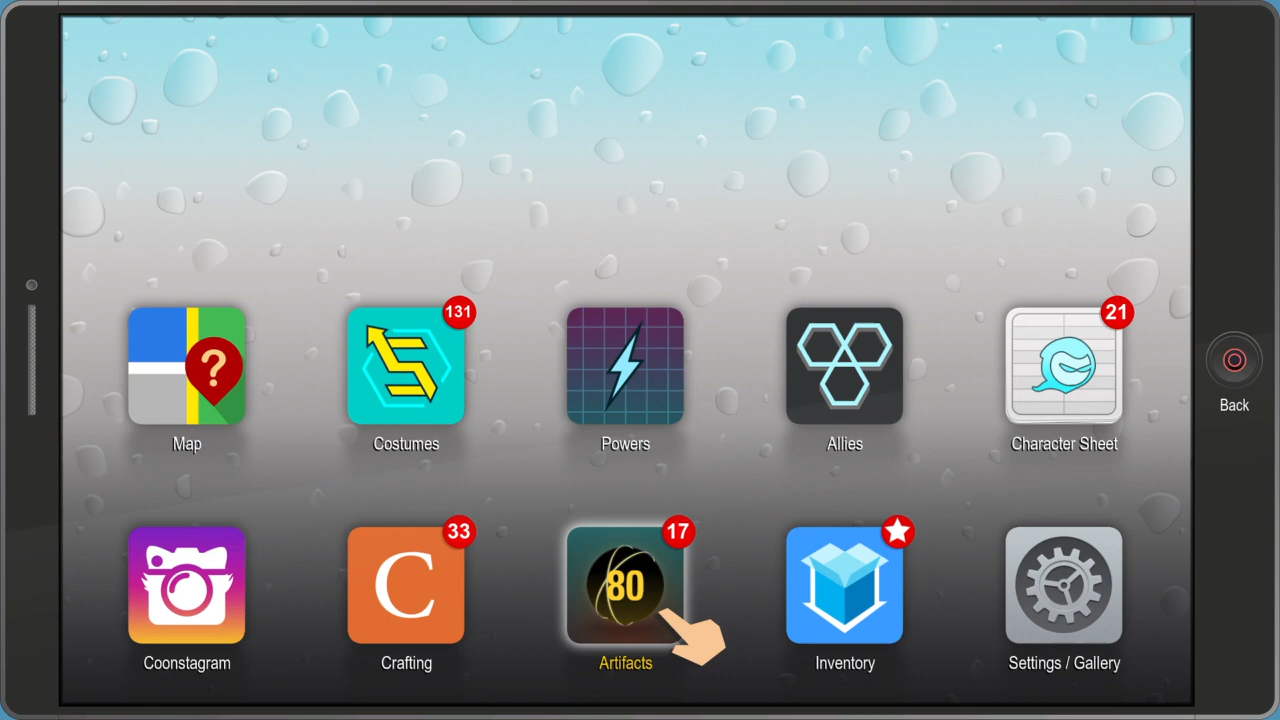 131
21
?
Map
Costumes
Powers
Allies
Character Sheet
Back
33
17
C
80
Coonstagram
Crafting
Artifacts
Inventory
Settings / Gallery